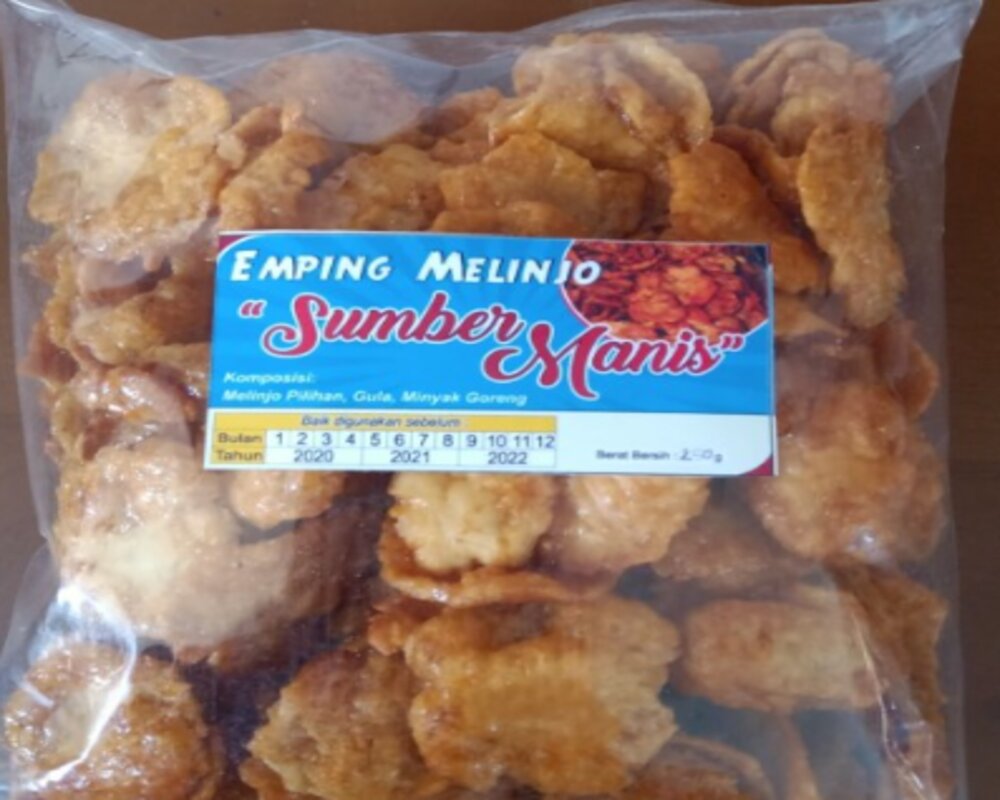 EMPING MELINJO
"Sumber
Manis"
Komposisi:
Melinjo Pilihan, Gula, Minyak Goreng
Baik digunakan sebelum :
Bulan 1 2 3 4 5 6 7 8 9 10 11 12
Tahun 2020 2021 2022
Berat Bersih : 250 g